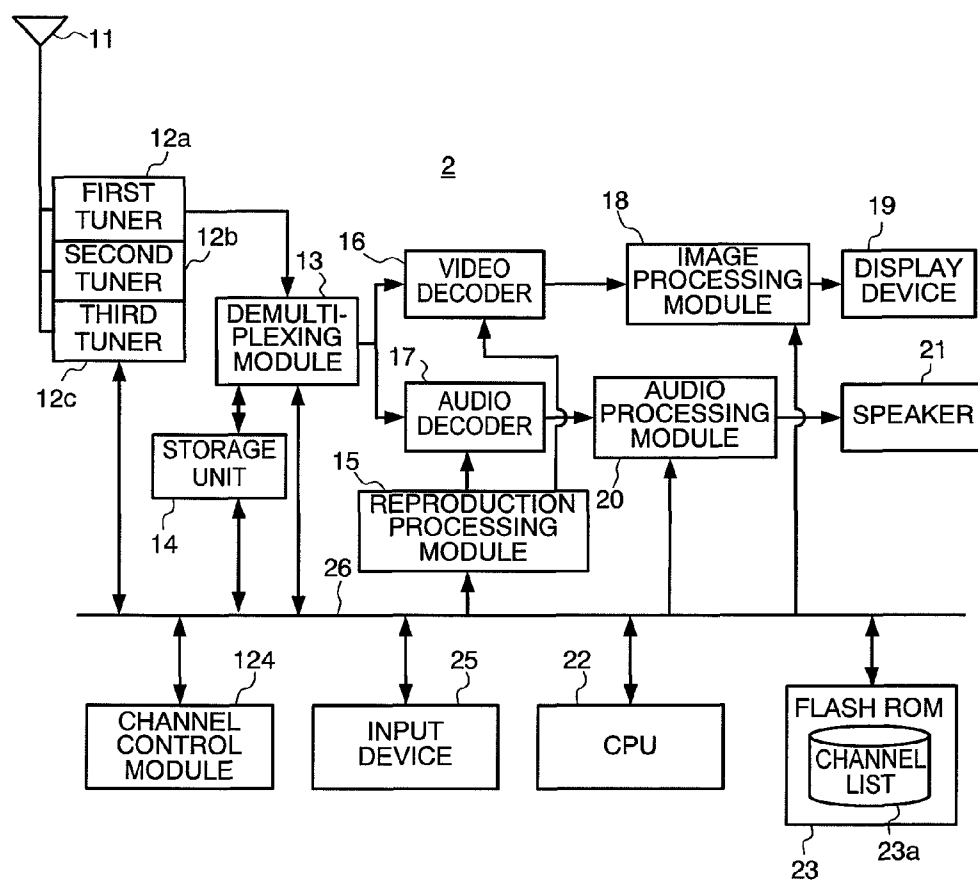 11
12a
FIRST
TUNER
SECOND
TUNER
12b
THIRD
TUNER
12c
2
13
DEMULTI-
PLEXING
MODULE
STORAGE
UNIT
14
16
VIDEO
DECODER
17
AUDIO
DECODER
15
REPRODUCTION
PROCESSING
MODULE
18
IMAGE
PROCESSING
MODULE
19
DISPLAY
DEVICE
AUDIO
PROCESSING
MODULE
20
21
SPEAKER
26
124
CHANNEL
CONTROL
MODULE
25
INPUT
DEVICE
22
CPU
FLASH ROM
CHANNEL
LIST
23
23a